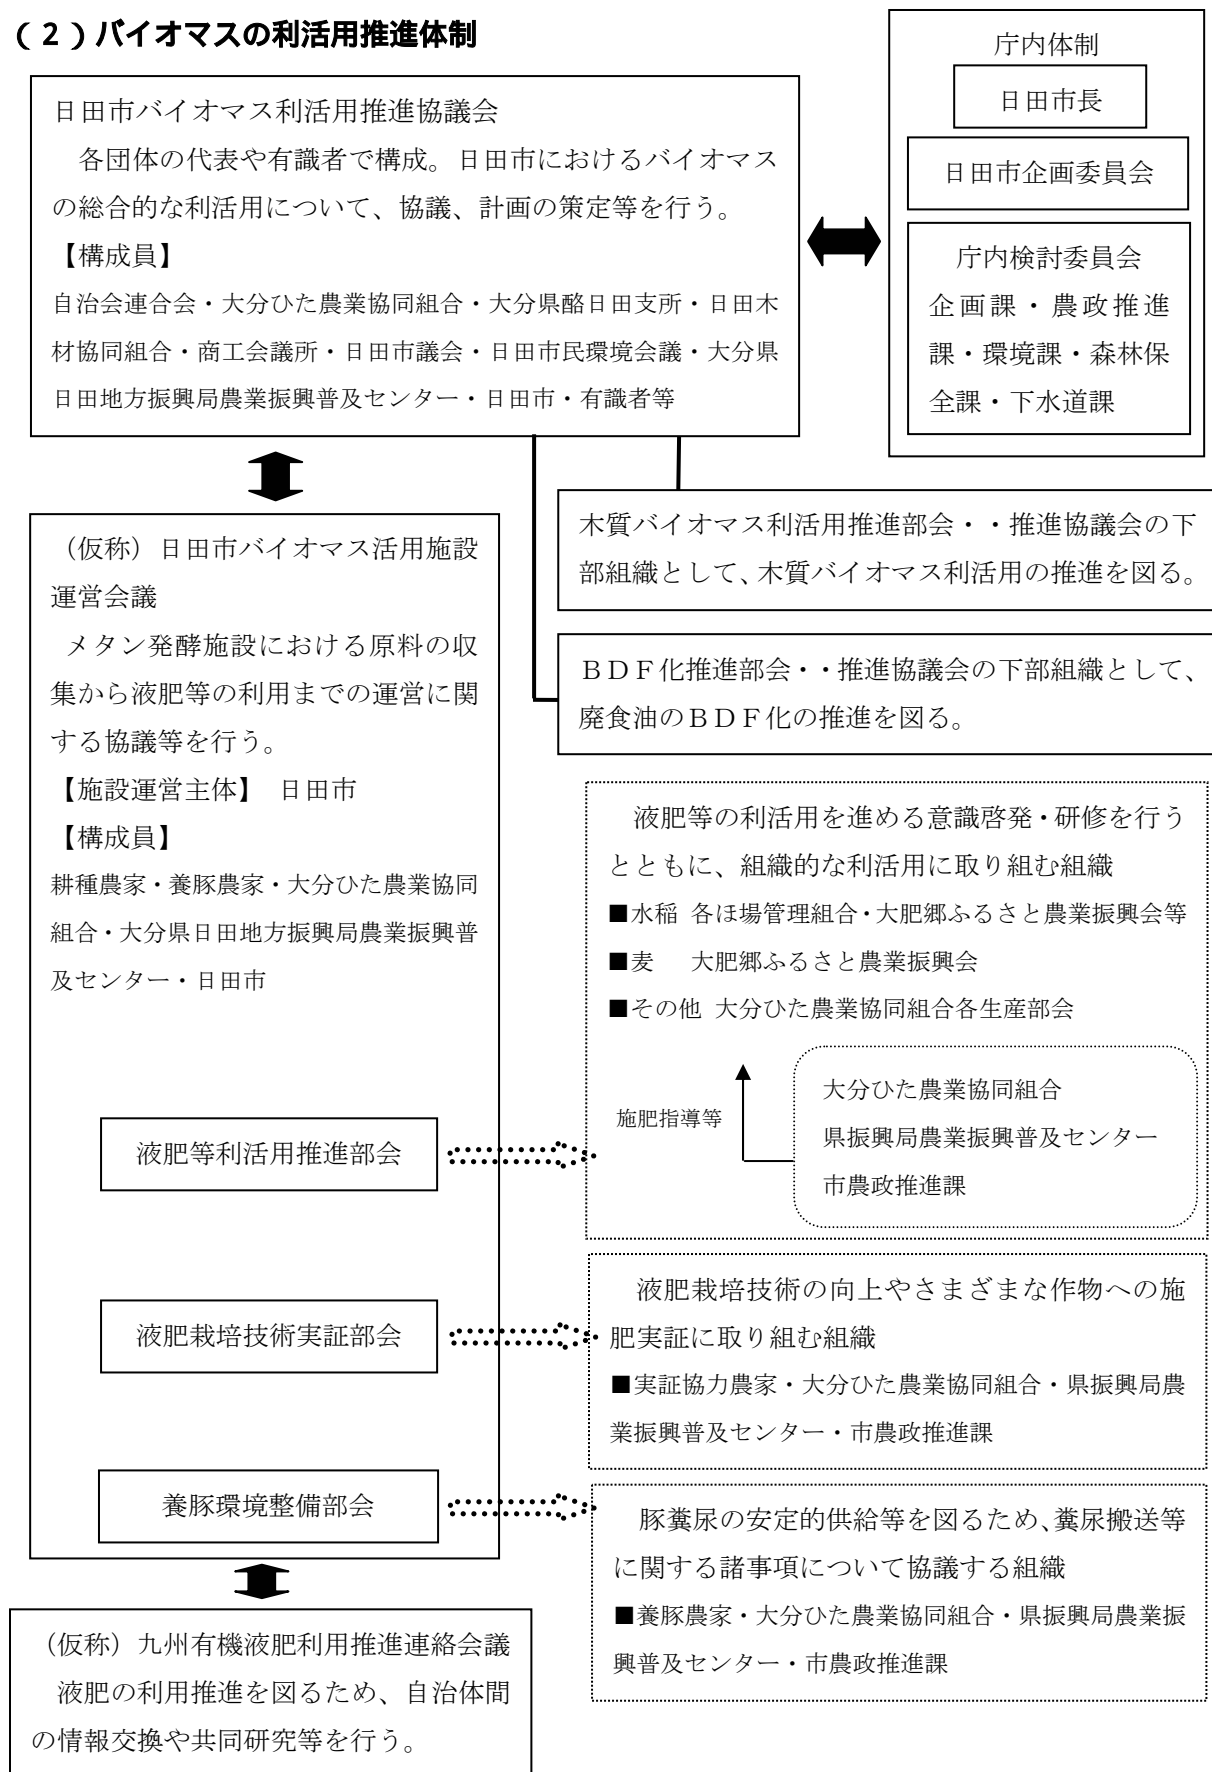 (２)バイオマスの利活用推進体制
日田市バイオマス利活用推進協議会
各団体の代表や有識者で構成。日田市におけるバイオマス
の総合的な利活用について、協議、計画の策定等を行う。
【構成員】
自治会連合会・大分ひた農業協同組合・大分県酪日田支所・日田木
材協同組合・商工会議所・日田市議会・日田市民環境会議・大分県
日田地方振興局農業振興普及センター・日田市・有識者等
庁内体制
日田市長
日田市企画委員会
庁内検討委員会
企画課・農政推進
課・環境課・森林保
全課・下水道課
木質バイオマス利活用推進部会・・推進協議会の下
部組織として、木質バイオマス利活用の推進を図る。
ＢＤＦ化推進部会・・推進協議会の下部組織として、
廃食油のＢＤＦ化の推進を図る。
（仮称）日田市バイオマス活用施設
運営会議
メタン発酵施設における原料の収
集から液肥等の利用までの運営に関
する協議等を行う。
【施設運営主体】 日田市
【構成員】
耕種農家・養豚農家・大分ひた農業協同
組合・大分県日田地方振興局農業振興普
及センター・日田市
液肥等利活用推進部会
液肥栽培技術実証部会
養豚環境整備部会
液肥等の利活用を進める意識啓発・研修を行う
とともに、組織的な利活用に取り組む組織
■水稲 各ほ場管理組合・大肥郷ふるさと農業振興会等
■麦 大肥郷ふるさと農業振興会
■その他 大分ひた農業協同組合各生産部会
施肥指導等
大分ひた農業協同組合
県振興局農業振興普及センター
市農政推進課
液肥栽培技術の向上やさまざまな作物への施
肥実証に取り組む組織
■実証協力農家・大分ひた農業協同組合・県振興局農
業振興普及センター・市農政推進課
豚糞尿の安定的供給等を図るため、糞尿搬送等
に関する諸事項について協議する組織
■養豚農家・大分ひた農業協同組合・県振興局農業振
興普及センター・市農政推進課
（仮称）九州有機液肥利用推進連絡会議
液肥の利用推進を図るため、自治体間
の情報交換や共同研究等を行う。